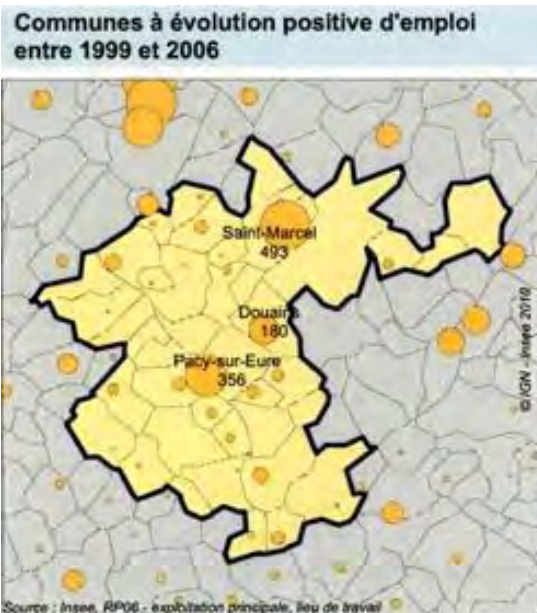 Communes à évolution positive d'emploi
entre 1999 et 2006
Saint-Marcel
493
Douains
180
Pacy-sur-Eure
356
© IGN - Insee 2010
Source : Insee, RP06 - exploitation principale, lieu de travail